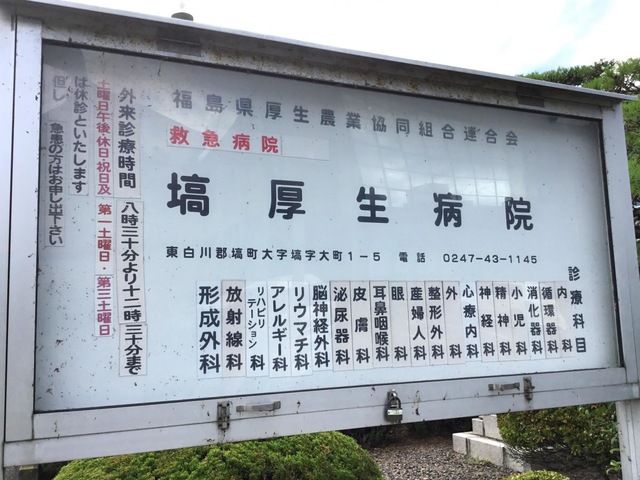 福島県厚生農業協同組合連合会
救急病院
塙厚生病院
東白川郡塙町大字塙字大町1-5 電話 0247-43-1145
診療科目
内科
循環器科
消化器科
小児科
精神科
神経科
心療内科
外科
整形外科
産婦人科
眼科
耳鼻咽喉科
皮膚科
泌尿器科
脳神経外科
リウマチ科
アレルギー科
リハビリテーション科
放射線科
形成外科
外来診療時間 八時三十分より十一時三十分まで
土曜日午後・休日・祝日及 第一土曜日・第三土曜日
は休診といたします
但し 急患の方はお申し出下さい